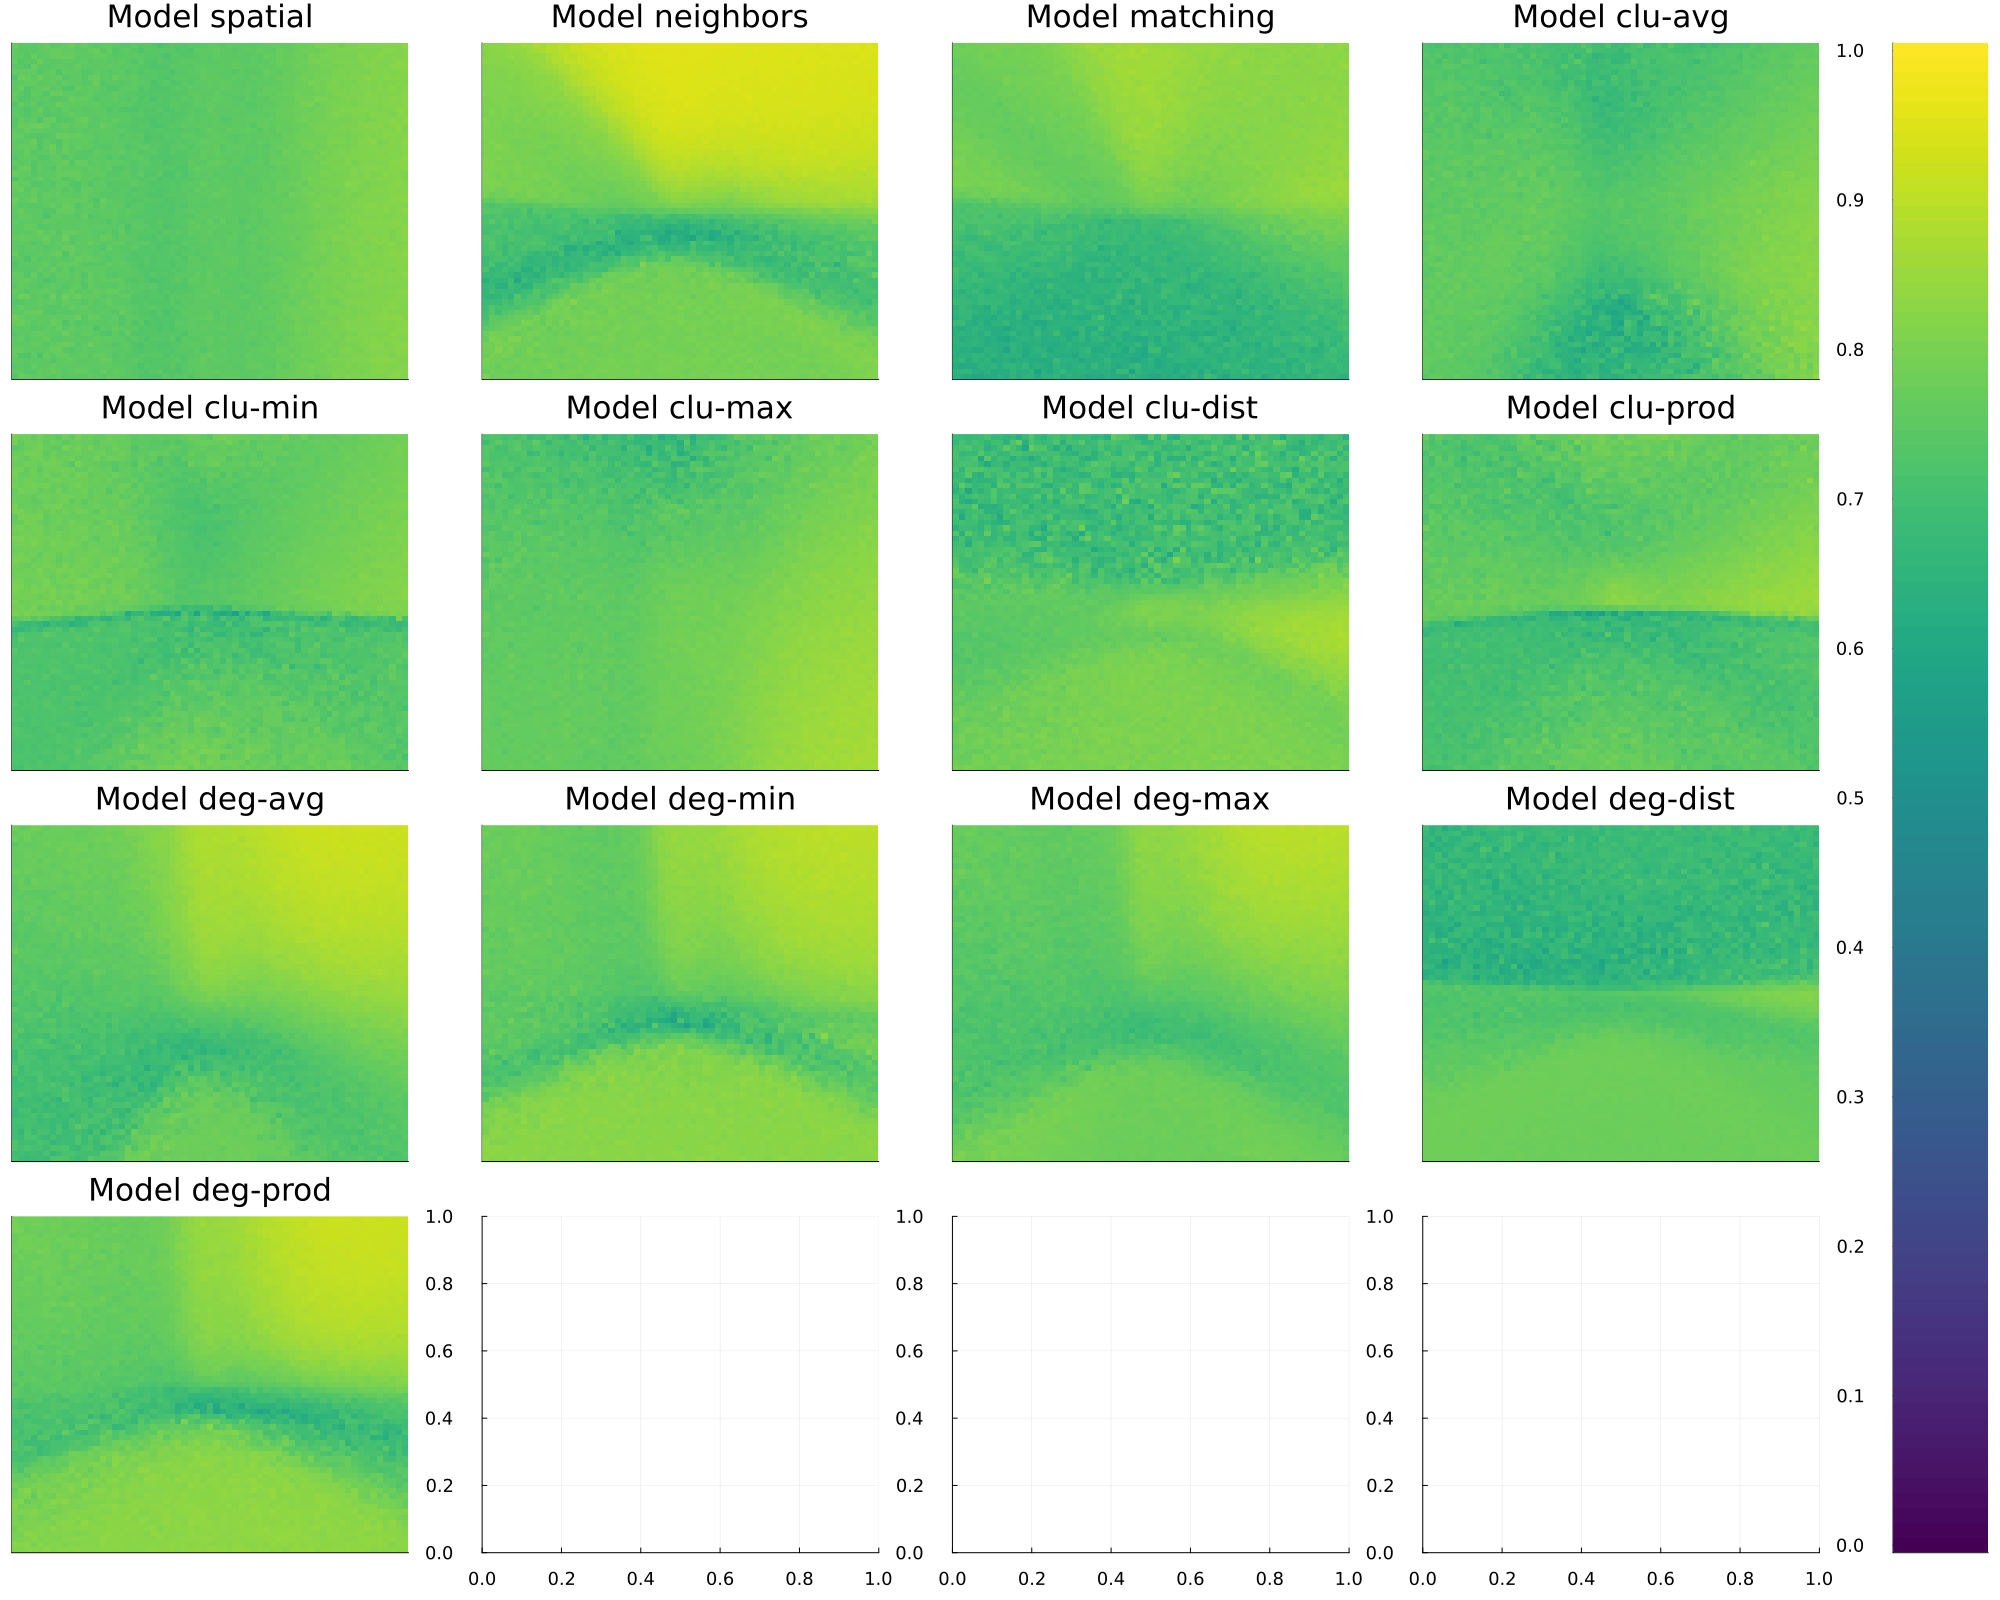 Model spatial Model neighbors Model matching Model clu-avg
1.0
0.9
0.8
Model clu-min Model clu-max Model clu-dist Model clu-prod
0.7
0.6
Model deg-avg Model deg-min Model deg-max Model deg-dist
0.5
0.4
0.3
Model deg-prod
0.2
0.1
0.0
1.0 1.0 1.0
0.8 0.8 0.8
0.6 0.6 0.6
0.4 0.4 0.4
0.2 0.2 0.2
0.0 0.0 0.0
0.0 0.2 0.4 0.6 0.8 1.0 0.0 0.2 0.4 0.6 0.8 1.0 0.0 0.2 0.4 0.6 0.8 1.0